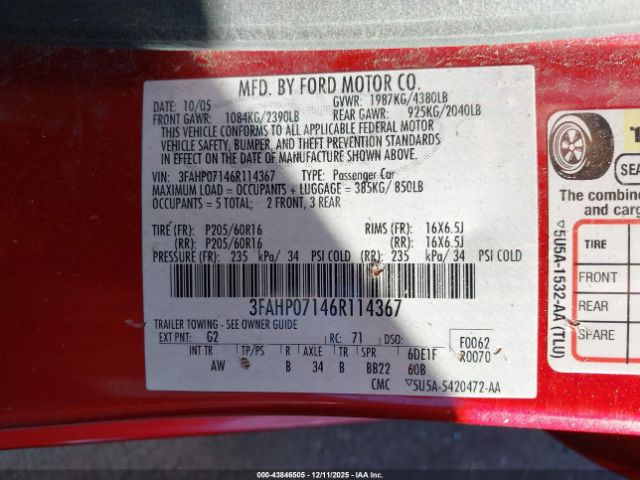 MFD. BY FORD MOTOR CO.
DATE: 10/05 GVWR: 1987KG/4380LB
FRONT GAWR: 1084KG/2390LB REAR GAWR: 925KG/2040LB
THIS VEHICLE CONFORMS TO ALL APPLICABLE FEDERAL MOTOR
VEHICLE SAFETY, BUMPER, AND THEFT PREVENTION STANDARDS
IN EFFECT ON THE DATE OF MANUFACTURE SHOWN ABOVE.
VIN: 3FAHP07146R114367 TYPE: Passenger Car
MAXIMUM LOAD = OCCUPANTS + LUGGAGE = 385KG/850LB
OCCUPANTS = 5 TOTAL; 2 FRONT, 3 REAR
TIRE (FR): P205/60R16 RIMS (FR): 16X6.5J
(RR): P205/60R16 (RR): 16X6.5J
PRESSURE (FR): 235 kPa/ 34 PSI COLD (RR): 235 kPa/ 34 PSI COLD
3FAHP07146R114367
TRAILER TOWING - SEE OWNER GUIDE
EXT PNT: G2 RC: 71 DSO: F0062
R0070
INT TR TP/PS R AXLE TR SPR 6DE1F
AW B 34 B BB22 60B
CMC ▽5U5A-5420472-AA
▽5U5A-1532-AA (TLU)
SEA
The combine
and carg
TIRE
FRONT
REAR
SPARE
000-43846505 - 12/11/2025 - IAAI.COM